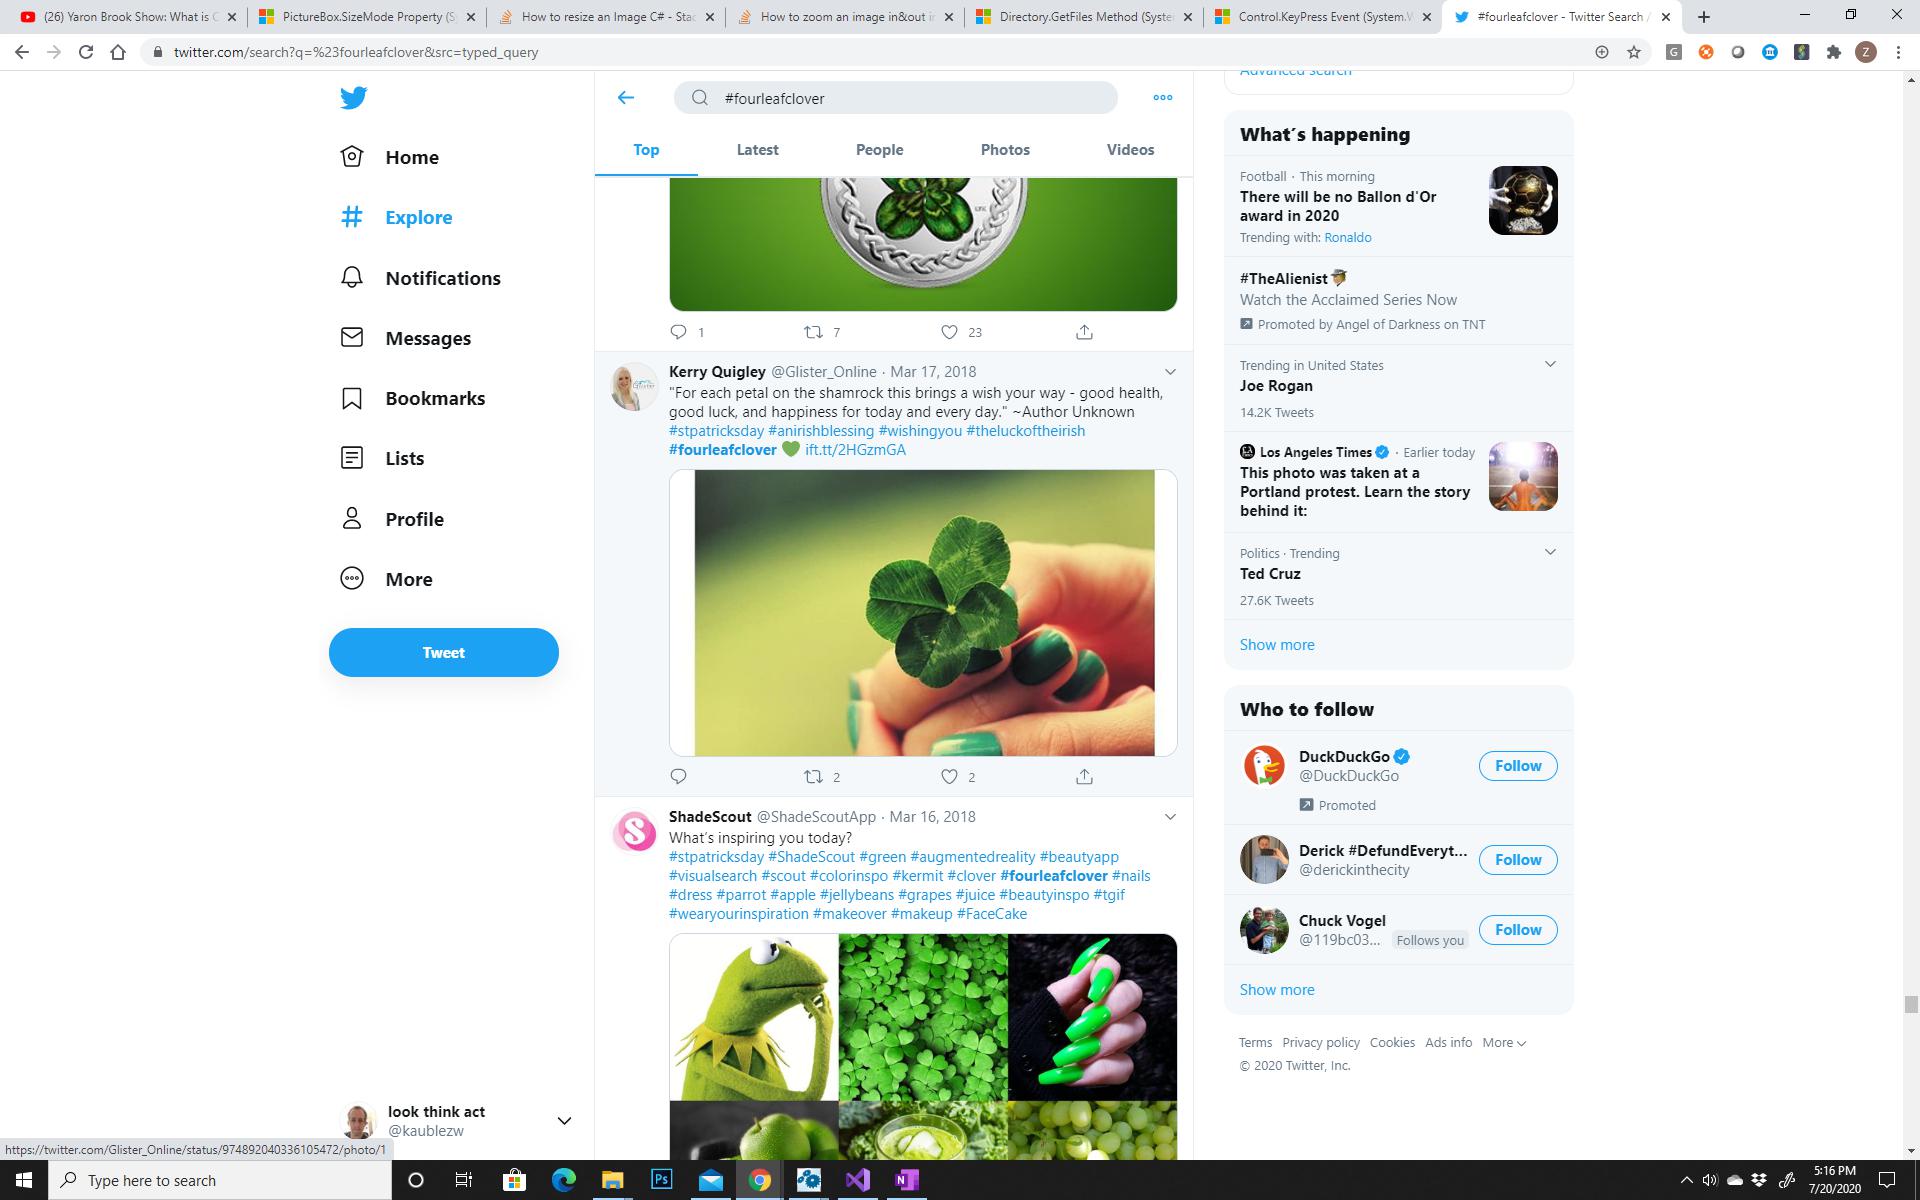 (26) Yaron Brook Show: What is C
PictureBox.SizeMode Property (S
How to resize an Image C# - Stac
How to zoom an image in&out i
Directory.GetFiles Method (Syste
Control.KeyPress Event (System.W
#fourleafclover - Twitter Search /
twitter.com/search?q=%23fourleafclover&src=typed_query
Home
Explore
Notifications
Messages
Bookmarks
Lists
Profile
More
Tweet
look think act
@kaublezw
https://twitter.com/Glister_Online/status/974892040336105472/photo/1
#fourleafclover
Top
Latest
People
Photos
Videos
1
7
23
Kerry Quigley @Glister_Online · Mar 17, 2018
"For each petal on the shamrock this brings a wish your way - good health,
good luck, and happiness for today and every day." ~Author Unknown
#stpatricksday #anirishblessing #wishingyou #theluckoftheirish
#fourleafclover 💚 ift.tt/2HGzmGA
2
2
ShadeScout @ShadeScoutApp · Mar 16, 2018
What's inspiring you today?
#stpatricksday #ShadeScout #green #augmentedreality #beautyapp
#visualsearch #scout #colorinspo #kermit #clover #fourleafclover #nails
#dress #parrot #apple #jellybeans #grapes #juice #beautyinspo #tgif
#wearyourinspiration #makeover #makeup #FaceCake
Advanced search
What's happening
Football · This morning
There will be no Ballon d'Or
award in 2020
Trending with: Ronaldo
#TheAlienist
Watch the Acclaimed Series Now
Promoted by Angel of Darkness on TNT
Trending in United States
Joe Rogan
14.2K Tweets
Los Angeles Times · Earlier today
This photo was taken at a
Portland protest. Learn the story
behind it:
Politics · Trending
Ted Cruz
27.6K Tweets
Show more
Who to follow
DuckDuckGo
@DuckDuckGo
Follow
Promoted
Derick #DefundEveryt...
@derickinthecity
Follow
Chuck Vogel
@119bc03... Follows you
Follow
Show more
Terms Privacy policy Cookies Ads info More
© 2020 Twitter, Inc.
Type here to search
5:16 PM
7/20/2020